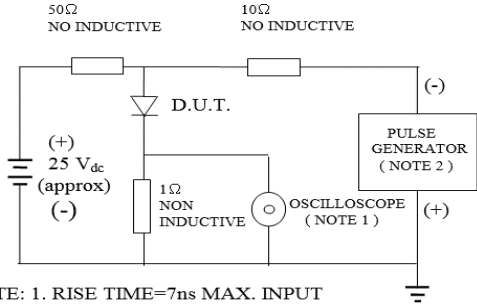 50Ω
NO INDUCTIVE
10Ω
NO INDUCTIVE
(-)
D.U.T.
PULSE
GENERATOR
( NOTE 2 )
(+)
25 Vdc
(approx)
(-)
1Ω
NON
INDUCTIVE
OSCILLOSCOPE
( NOTE 1 )
(+)
TE: 1. RISE TIME=7ns MAX. INPUT